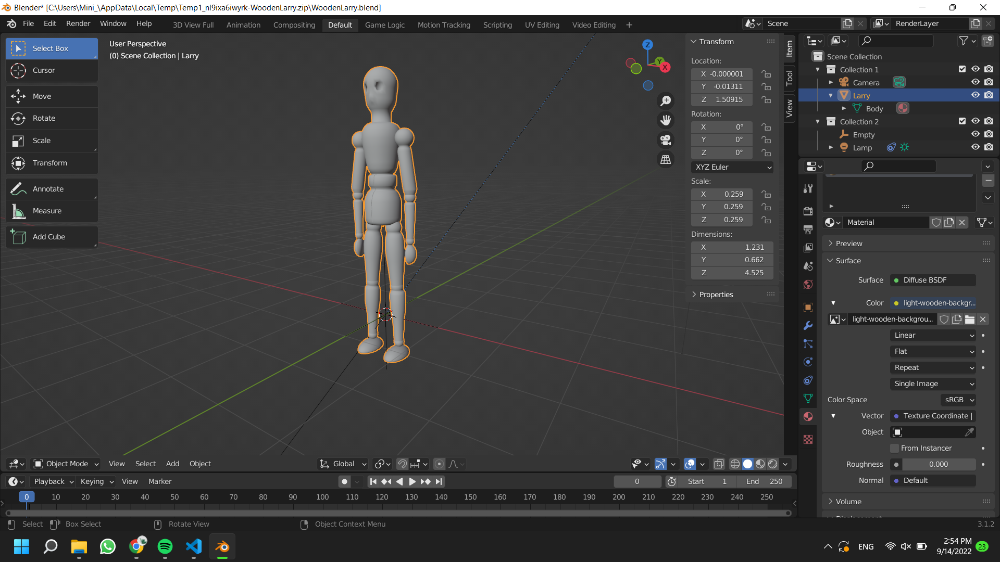 Blender* [C:\Users\Mini_\AppData\Local\Temp\Temp1_nl9ixa6iwyrk-WoodenLarry.zip\WoodenLarry.blend]
File Edit Render Window Help
3D View Full Animation Compositing Default Game Logic Motion Tracking Scripting UV Editing Video Editing +
Scene
RenderLayer
Select Box
Cursor
Move
Rotate
Scale
Transform
Annotate
Measure
Add Cube
User Perspective
(0) Scene Collection | Larry
Z
Y
X
Transform
Location:
X -0.000001
Y -0.01311
Z 1.50915
Rotation:
X 0°
Y 0°
Z 0°
XYZ Euler
Scale:
X 0.259
Y 0.259
Z 0.259
Dimensions:
X 1.231
Y 0.662
Z 4.525
Properties
Item
Tool
View
Scene Collection
Collection 1
Camera
Larry
Body
Collection 2
Empty
Lamp
Material
Preview
Surface
Surface Diffuse BSDF
Color light-wooden-backgr...
light-wooden-backgrou...
Linear
Flat
Repeat
Single Image
Color Space sRGB
Vector Texture Coordinate |
Object
From Instancer
Roughness 0.000
Normal Default
Volume
Object Mode View Select Add Object
Global
Playback Keying View Marker
0
Start 1
End 250
0 10 20 30 40 50 60 70 80 90 100 110 120 130 140 150 160 170 180 190 200 210 220 230 240 250
Select Box Select Rotate View Object Context Menu
3.1.2
ENG
2:54 PM
9/14/2022
23